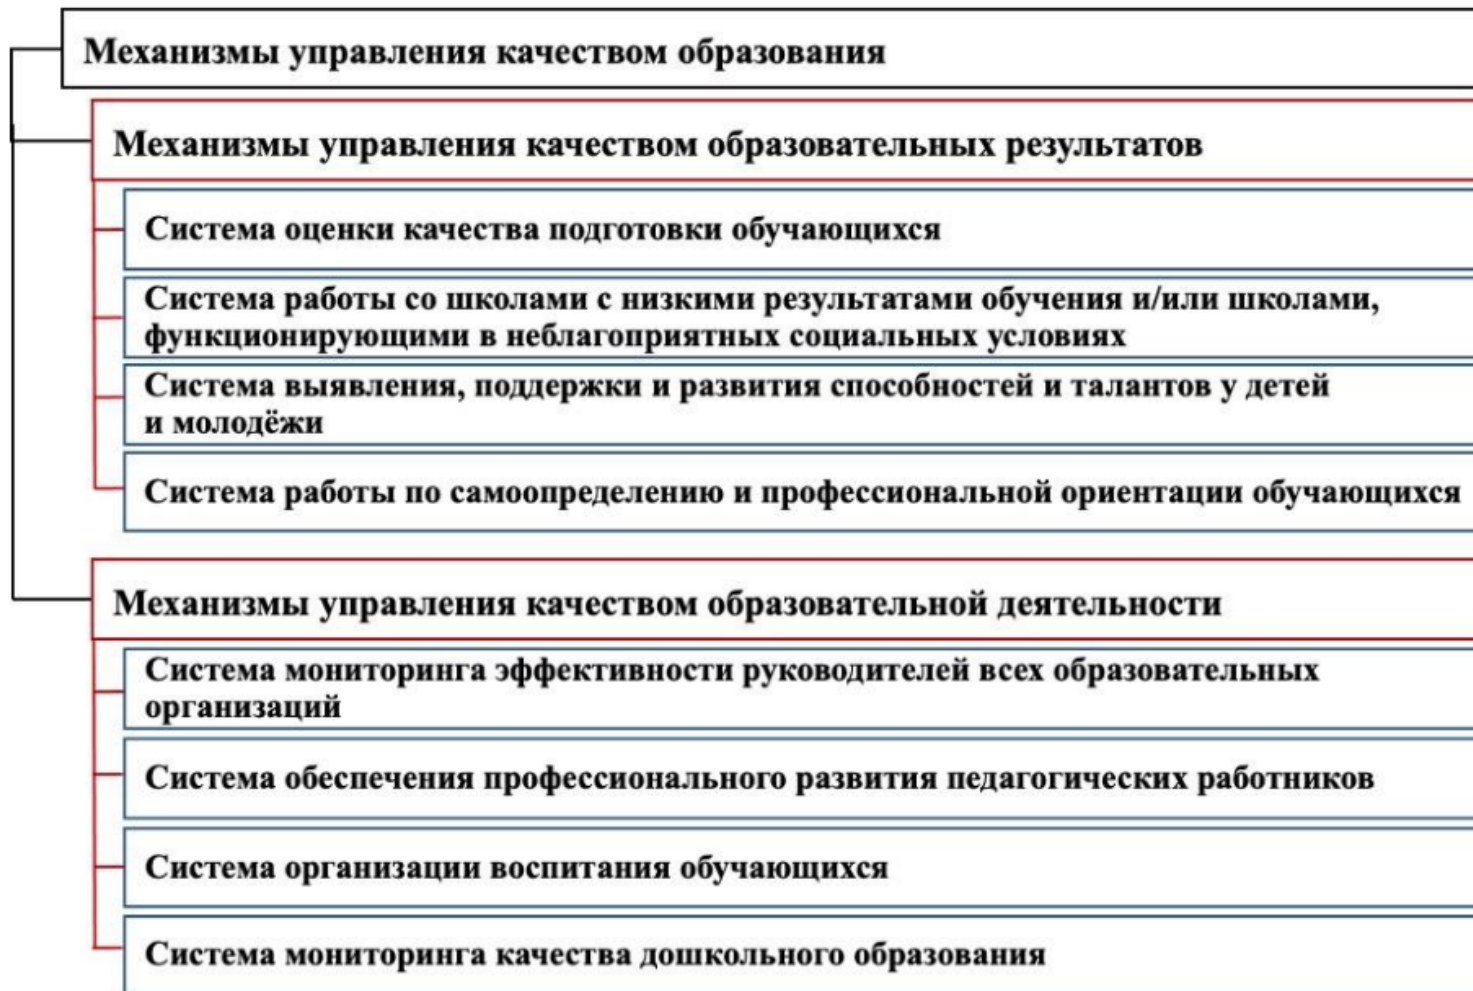 Механизмы управления качеством образования
Механизмы управления качеством образовательных результатов
Система оценки качества подготовки обучающихся
Система работы со школами с низкими результатами обучения и/или школами,
функционирующими в неблагоприятных социальных условиях
Система выявления, поддержки и развития способностей и талантов у детей
и молодёжи
Система работы по самоопределению и профессиональной ориентации обучающихся
Механизмы управления качеством образовательной деятельности
Система мониторинга эффективности руководителей всех образовательных
организаций
Система обеспечения профессионального развития педагогических работников
Система организации воспитания обучающихся
Система мониторинга качества дошкольного образования